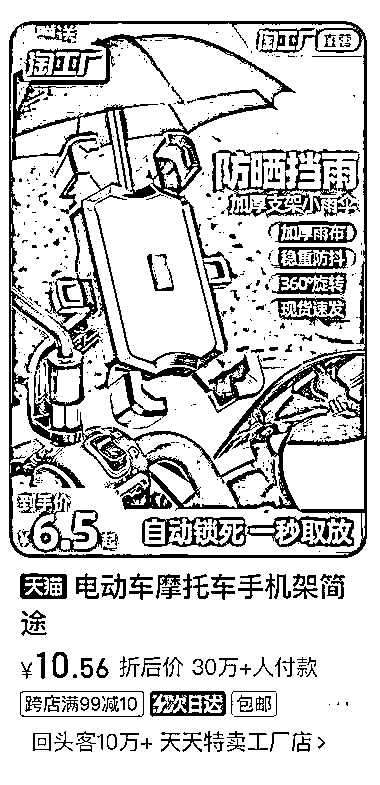 淘工厂
淘工厂 直营
防晒挡雨
加厚支架小雨伞
加厚雨布
稳重防抖
360°旋转
现货速发
到手价
¥6.5起
自动锁死 一秒取放
天猫 电动车摩托车手机架简
途
¥10.56 折后价 30万+人付款
跨店满99减10 次日达 包邮 ...
回头客10万+ 天天特卖工厂店 >